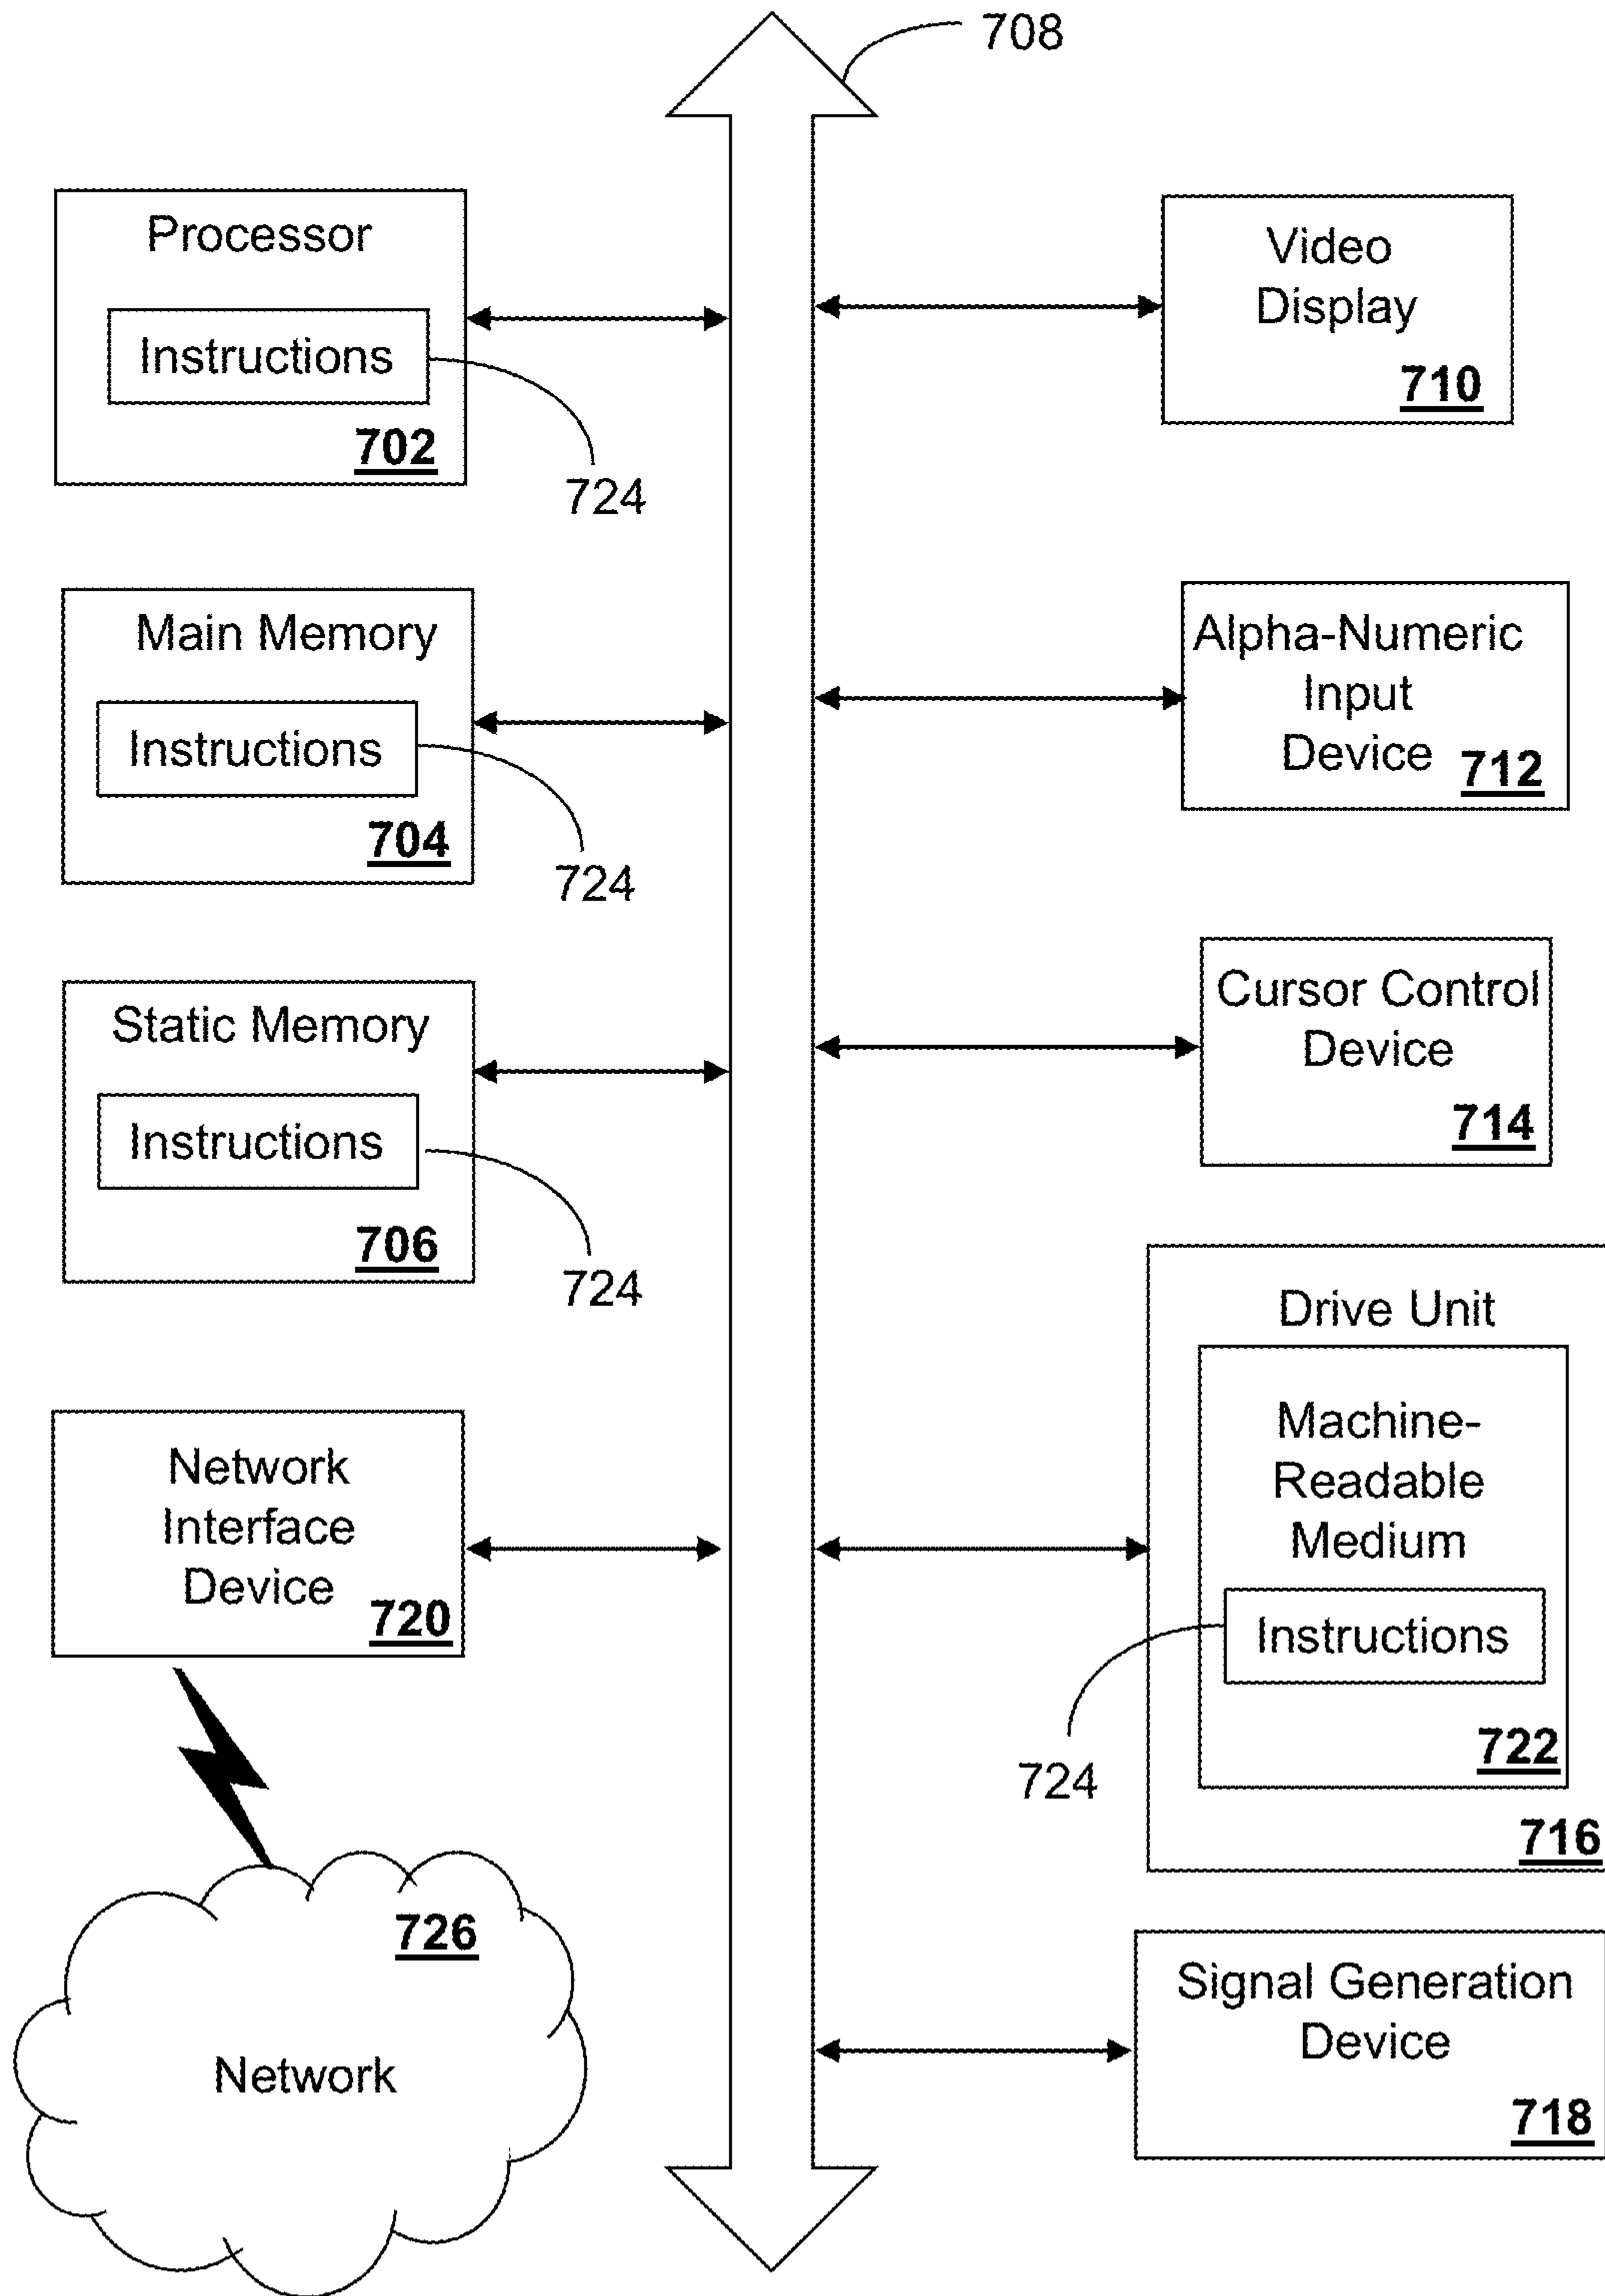 708
Processor
Instructions
702
724
Main Memory
Instructions
704
724
Static Memory
Instructions
706
724
Network
Interface
Device
720
726
Network
Video
Display
710
Alpha-Numeric
Input
Device
712
Cursor Control
Device
714
Drive Unit
Machine-
Readable
Medium
Instructions
724
722
716
Signal Generation
Device
718